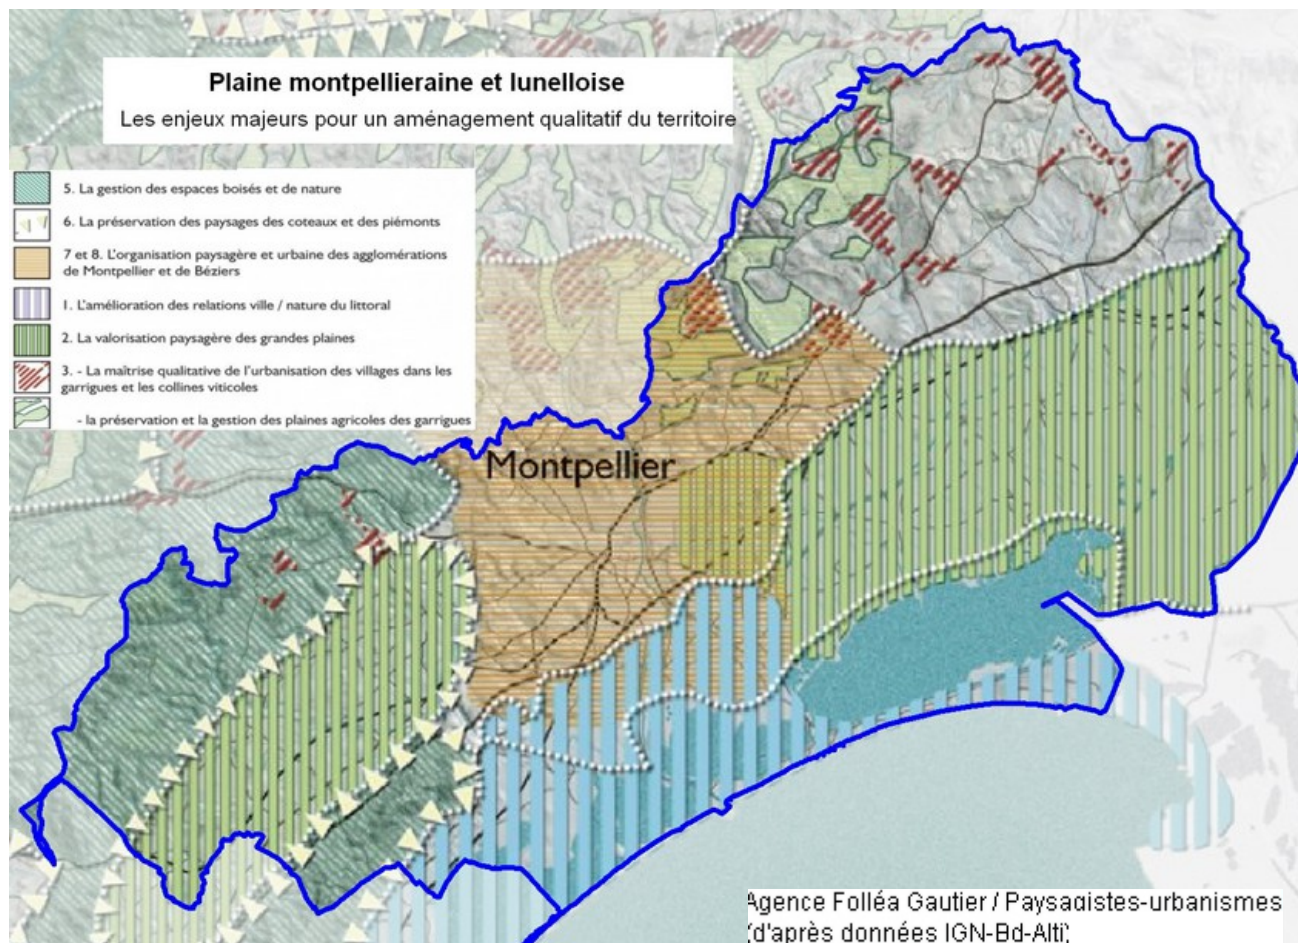 Plaine montpellieraine et lunelloise
Les enjeux majeurs pour un aménagement qualitatif du territoire
5. La gestion des espaces boisés et de nature
6. La préservation des paysages des coteaux et des piémonts
7 et 8. L'organisation paysagère et urbaine des agglomérations
de Montpellier et de Béziers
1. L'amélioration des relations ville / nature du littoral
2. La valorisation paysagère des grandes plaines
3. - La maîtrise qualitative de l'urbanisation des villages dans les
garrigues et les collines viticoles
- la préservation et la gestion des plaines agricoles des garrigues
Montpellier
Agence Folléa Gautier / Paysagistes-urbanismes
(d'après données IGN-Bd-Alti)